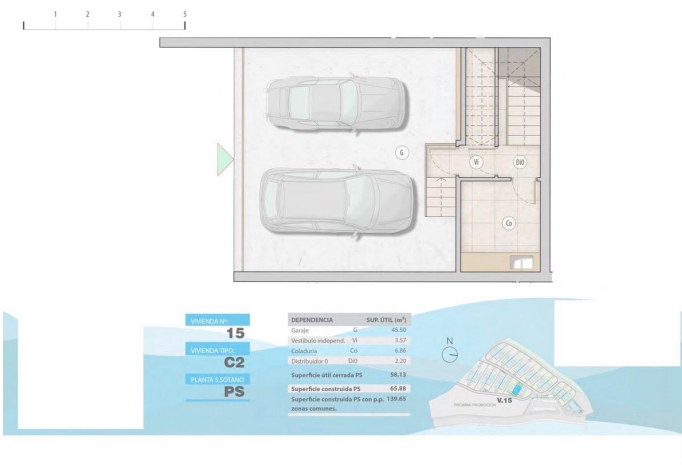 1 2 3 4 5
G
Vi
Di0
Co
VIVIENDA Nº:
15
VIVIENDA TIPO:
C2
PLANTA S.SÓTANO
PS
DEPENDENCIA SUP. ÚTIL (m²)
Garaje G 45.50
Vestíbulo independ. Vi 3.57
Coladuría Co 6.86
Distribuidor 0 Di0 2.20
Superficie útil cerrada PS 58.13
Superficie construida PS 65.88
Superficie construida PS con p.p. 139.65
zonas comunes.
N
V.15